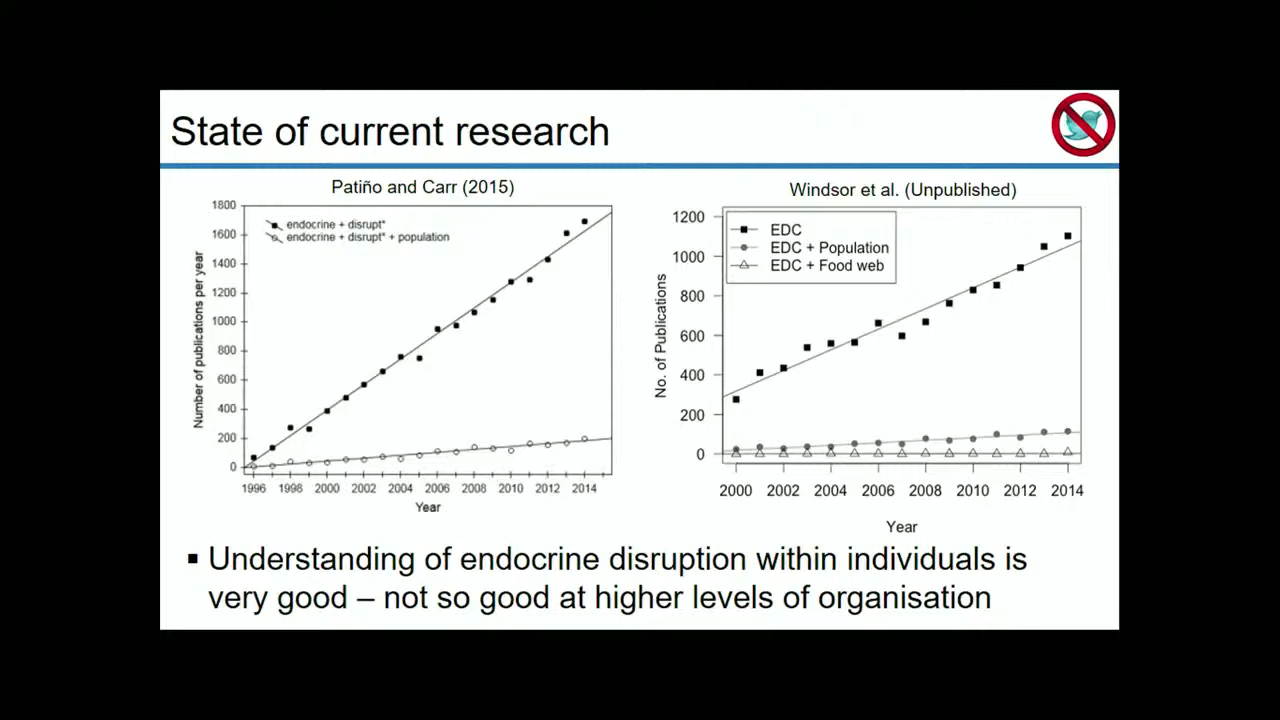 State of current research
Patiño and Carr (2015)
1800
1600
1400
1200
1000
800
600
400
200
0
Number of publications per year
endocrine + disrupt*
endocrine + disrupt* + population
1996 1998 2000 2002 2004 2006 2008 2010 2012 2014
Year
Windsor et al. (Unpublished)
1200
1000
800
600
400
200
0
No. of Publications
EDC
EDC + Population
EDC + Food web
2000 2002 2004 2006 2008 2010 2012 2014
Year
▪ Understanding of endocrine disruption within individuals is
very good – not so good at higher levels of organisation